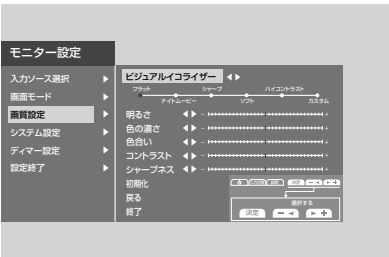 モニター設定
入力ソース選択
画面モード
画質設定
システム設定
ディマー設定
設定終了
ビジュアルイコライザー
フラット
シャープ
ハイコントラスト
ナイトムービー
ソフト
カスタム
明るさ
色の濃さ
色合い
コントラスト
シャープネス
初期化
戻る
終了
選択する
決定